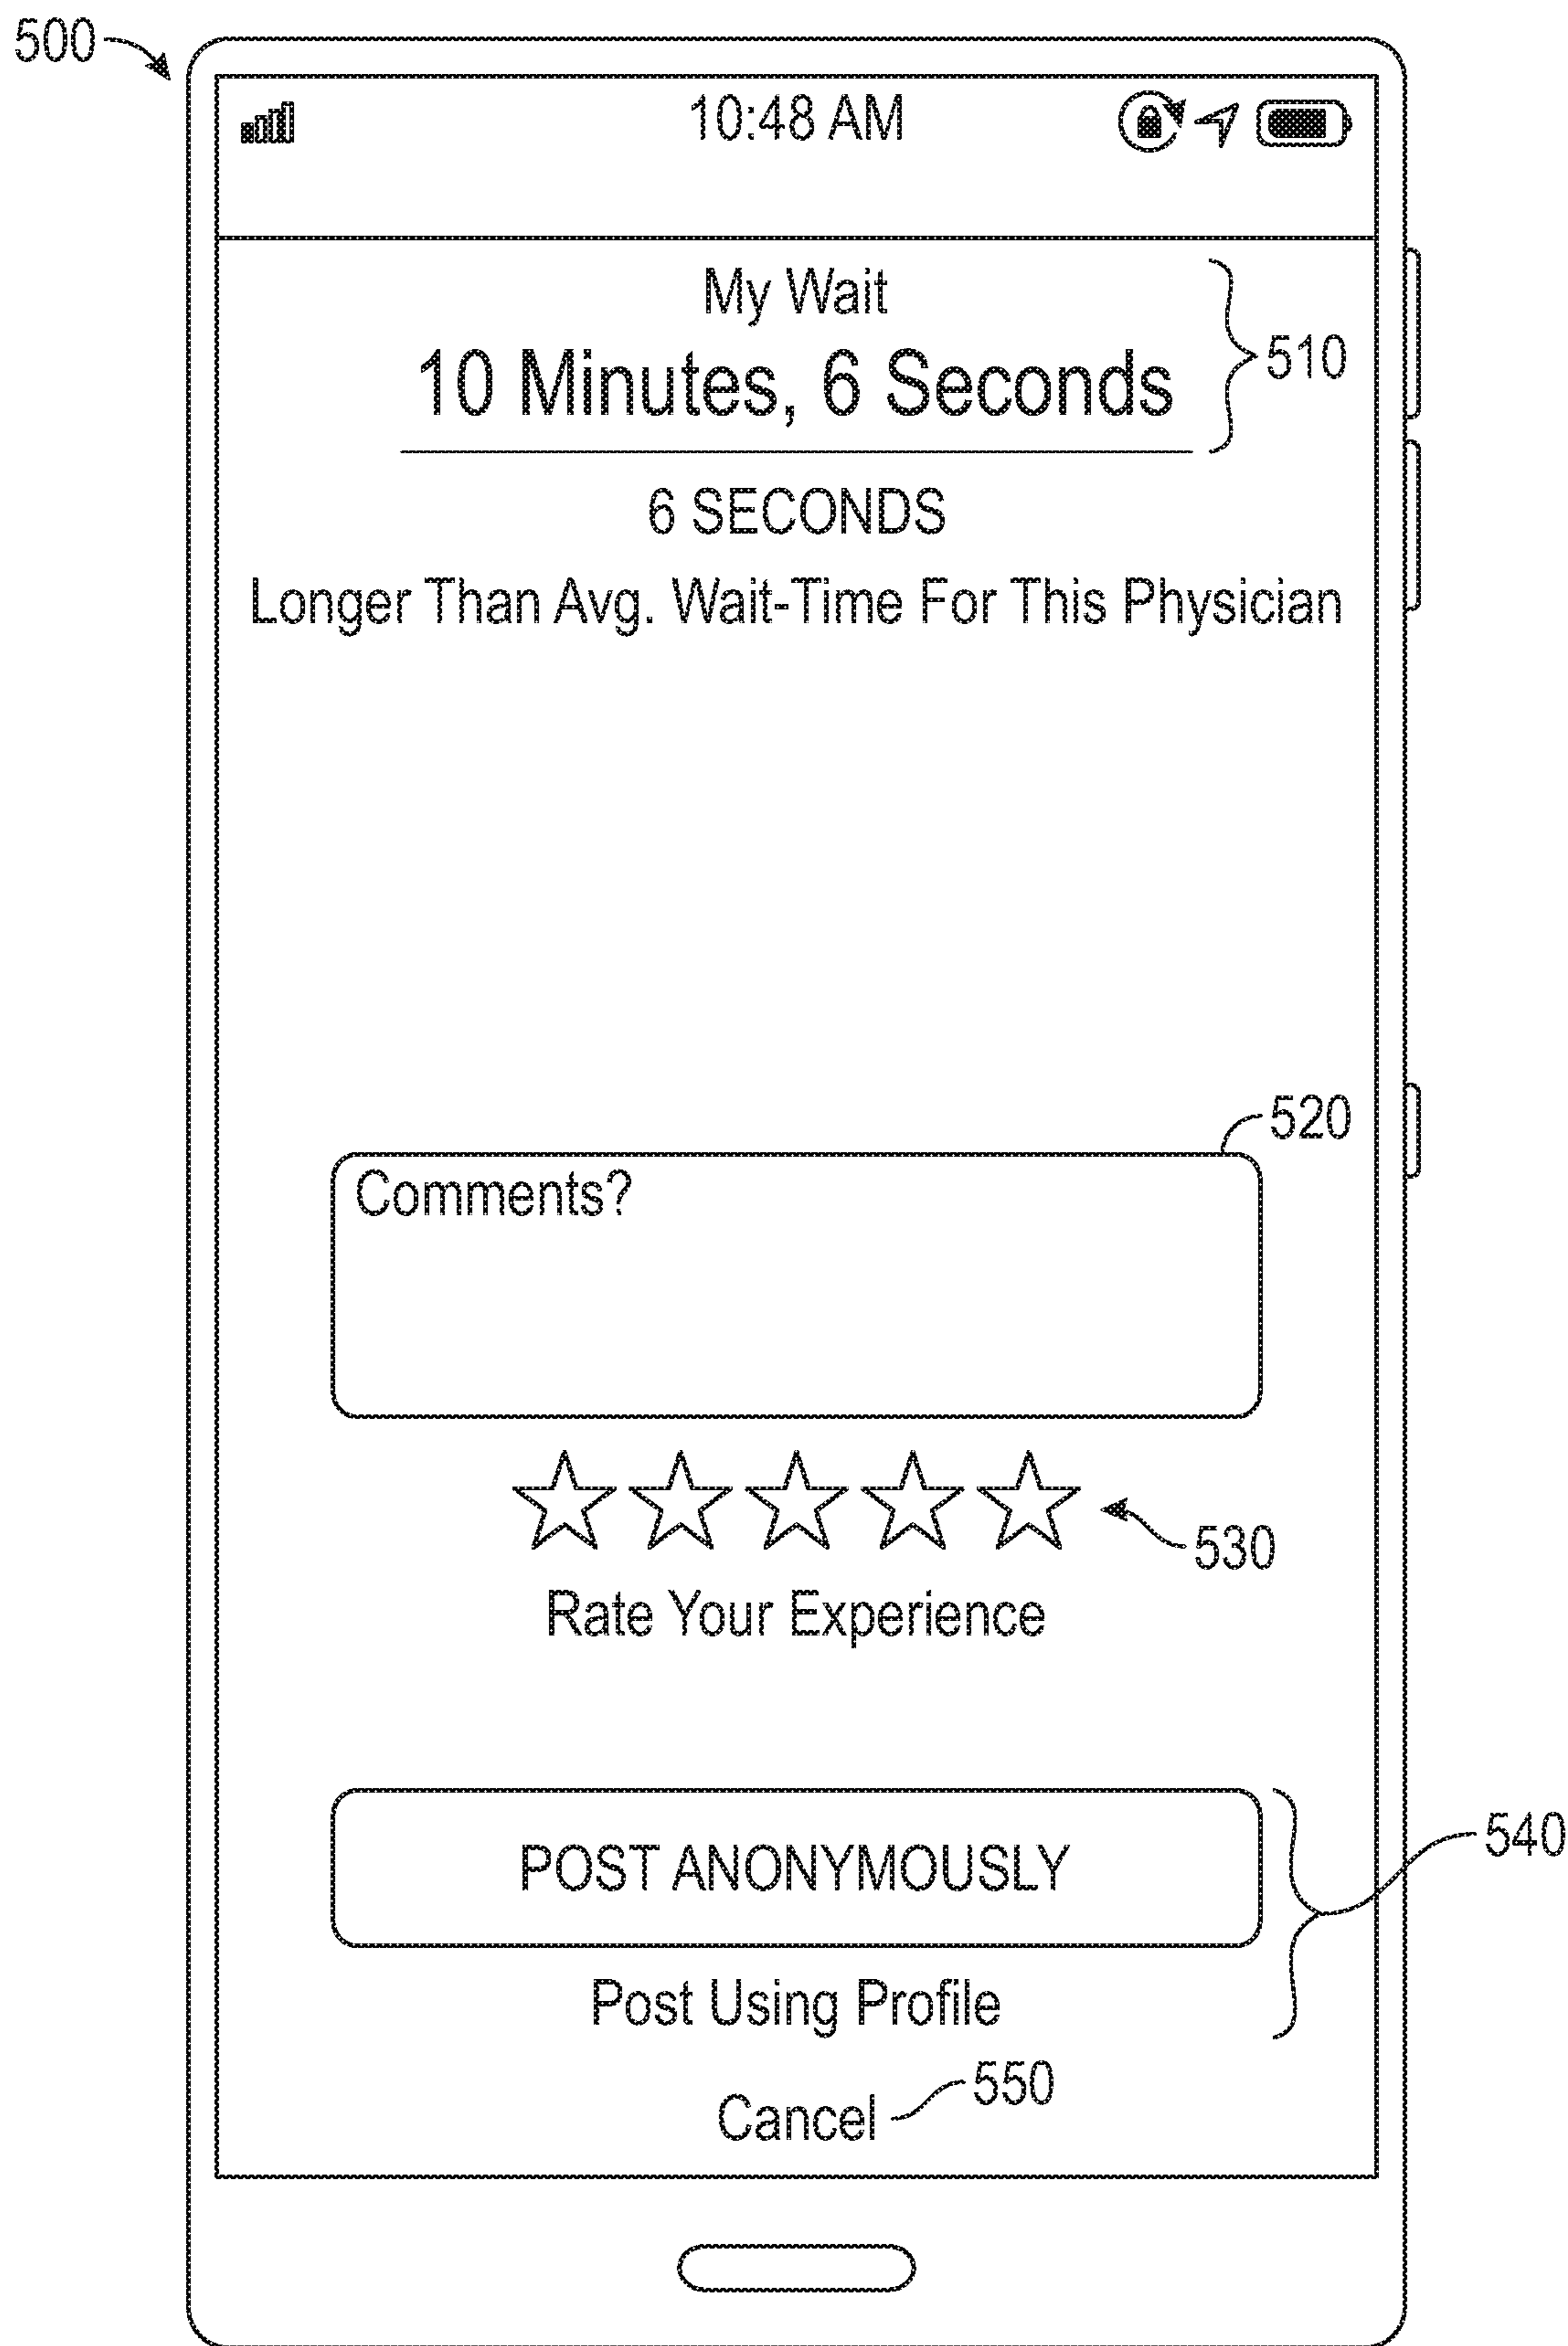 500
10:48 AM
My Wait
10 Minutes, 6 Seconds
510
6 SECONDS
Longer Than Avg. Wait-Time For This Physician
520
Comments?
530
Rate Your Experience
POST ANONYMOUSLY
540
Post Using Profile
550
Cancel